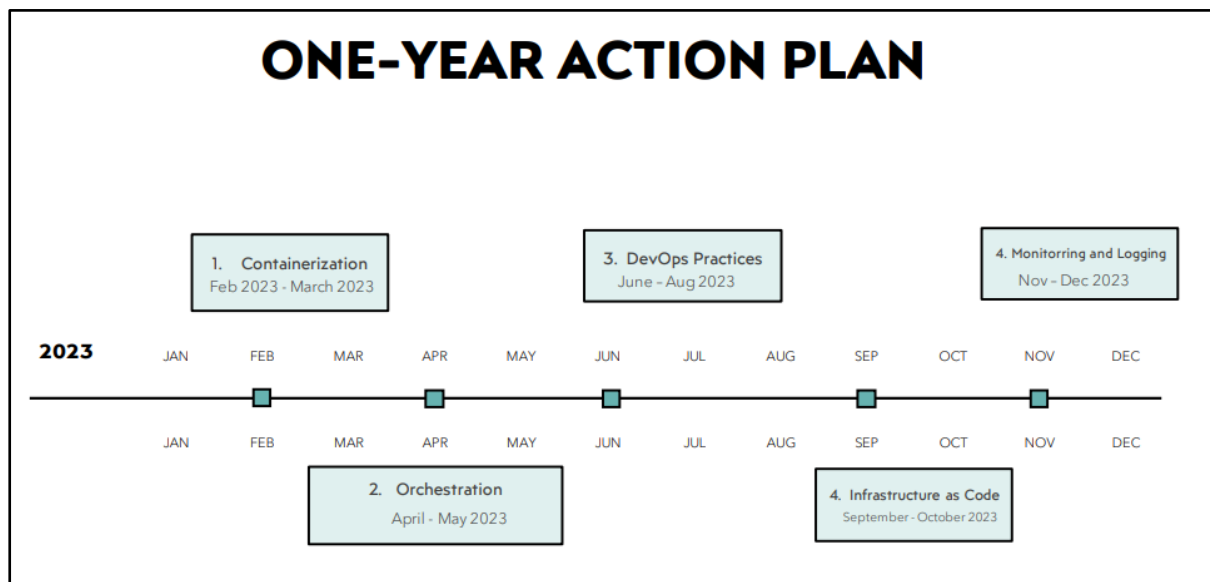 ONE-YEAR ACTION PLAN
1. Containerization
Feb 2023 - March 2023
3. DevOps Practices
June – Aug 2023
4. Monitorring and Logging
Nov – Dec 2023
2023 JAN FEB MAR APR MAY JUN JUL AUG SEP OCT NOV DEC
JAN FEB MAR APR MAY JUN JUL AUG SEP OCT NOV DEC
2. Orchestration
April - May 2023
4. Infrastructure as Code
September - October 2023